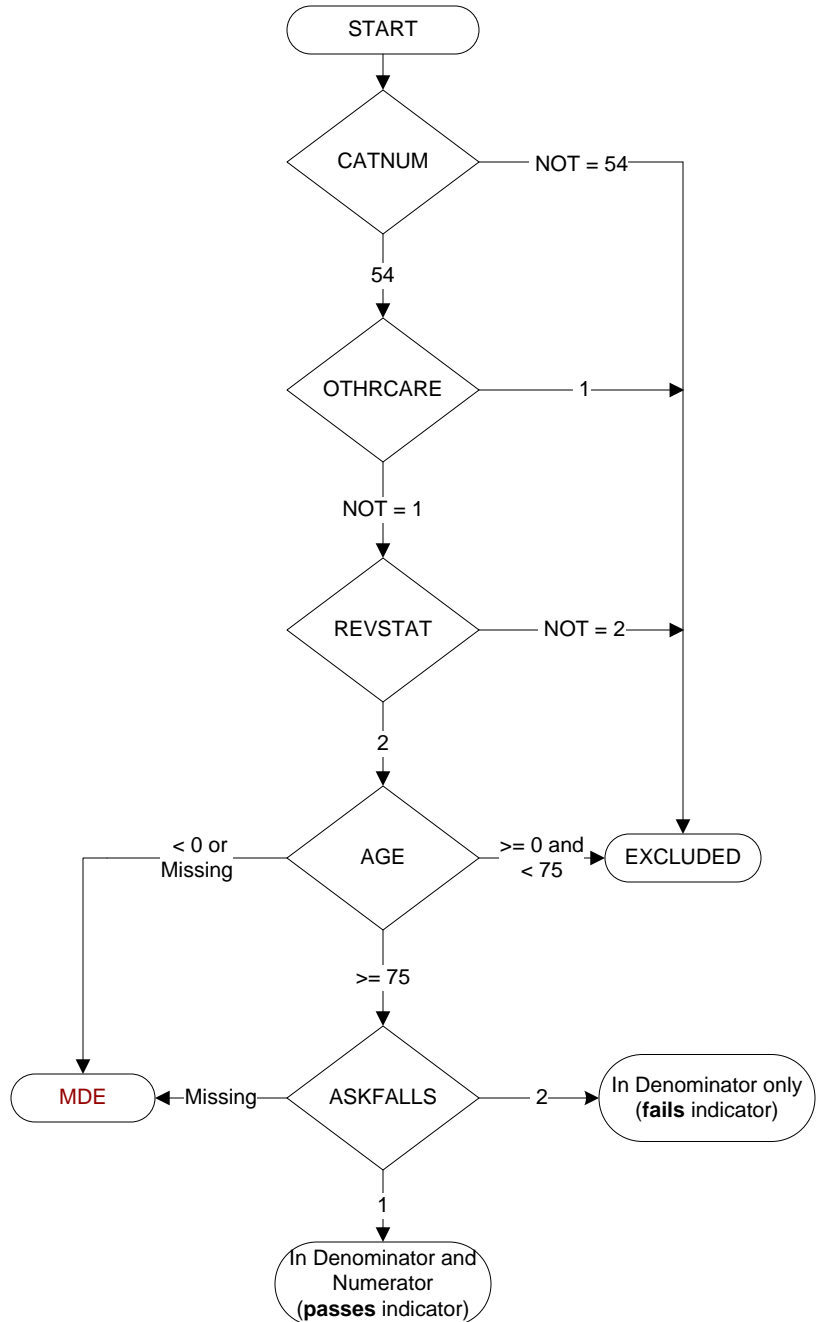 START
CATNUM
NOT = 54
54
OTHRCARE
1
NOT = 1
REVSTAT
NOT = 2
2
< 0 or
Missing
AGE
>= 0 and
< 75
EXCLUDED
>= 75
MDE
Missing
ASKFALLS
2
In Denominator only
(fails indicator)
1
In Denominator and
Numerator
(passes indicator)